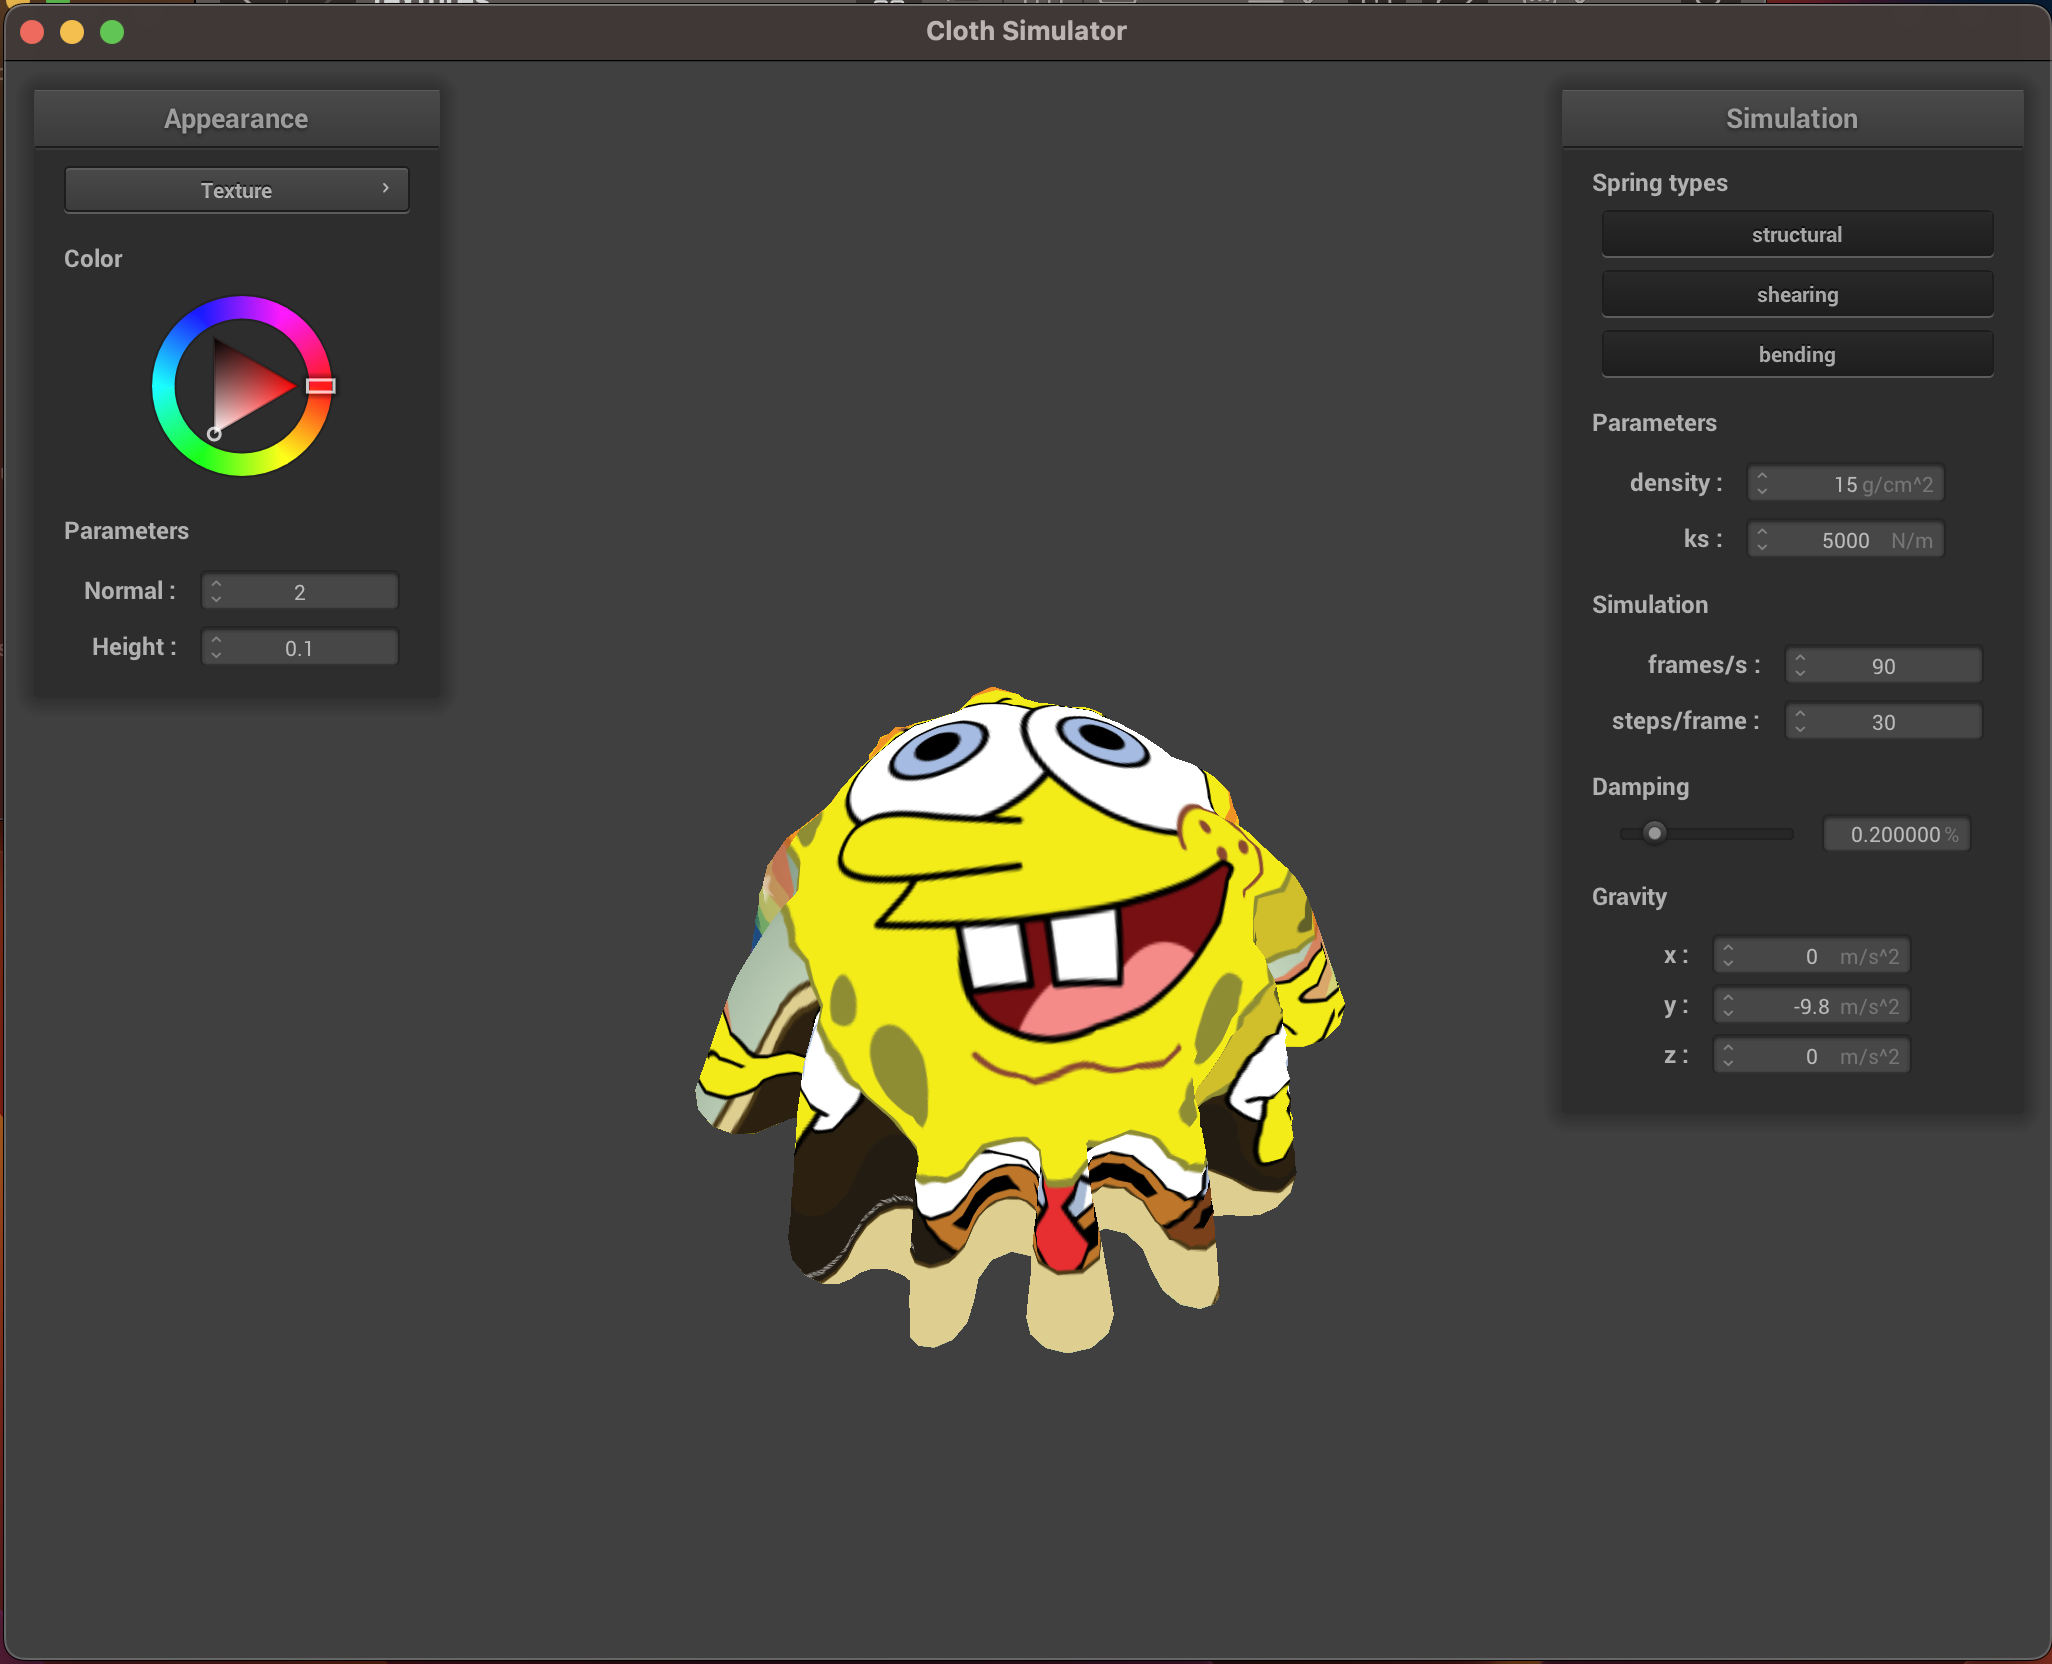 Cloth Simulator
Appearance
Texture
Color
Parameters
Normal : 2
Height : 0.1
Simulation
Spring types
structural
shearing
bending
Parameters
density : 15 g/cm^2
ks : 5000 N/m
Simulation
frames/s : 90
steps/frame : 30
Damping
0.200000 %
Gravity
x : 0 m/s^2
y : -9.8 m/s^2
z : 0 m/s^2